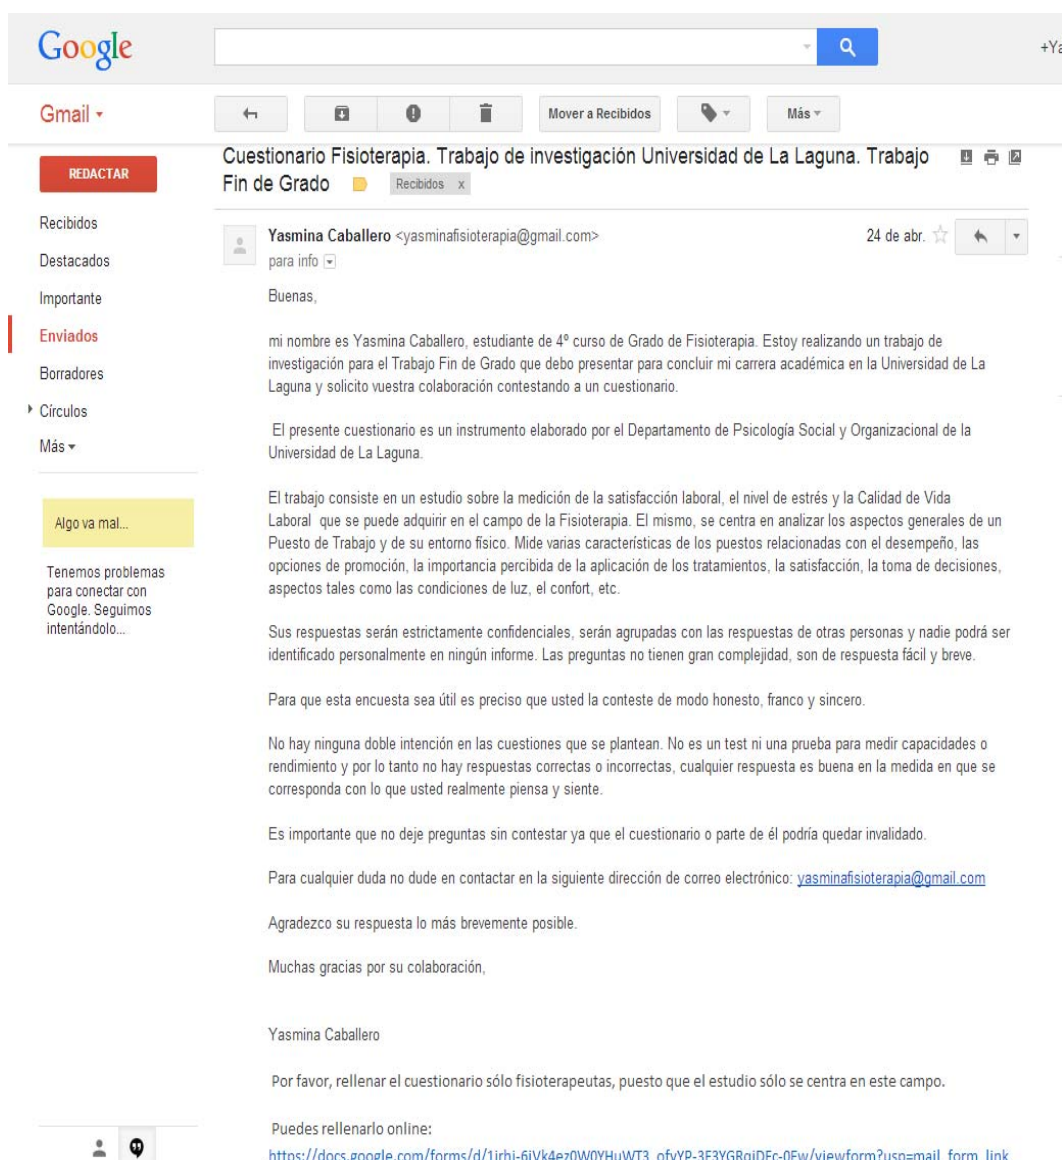 Google
+Ya
Gmail
Mover a Recibidos
Más
REDACTAR
Recibidos
Destacados
Importante
Enviados
Borradores
Círculos
Más
Algo va mal...
Tenemos problemas
para conectar con
Google. Seguimos
intentándolo...
Cuestionario Fisioterapia. Trabajo de investigación Universidad de La Laguna. Trabajo
Fin de Grado Recibidos x
Yasmina Caballero <yasminafisioterapia@gmail.com> 24 de abr.
para info
Buenas,
mi nombre es Yasmina Caballero, estudiante de 4º curso de Grado de Fisioterapia. Estoy realizando un trabajo de
investigación para el Trabajo Fin de Grado que debo presentar para concluir mi carrera académica en la Universidad de La
Laguna y solicito vuestra colaboración contestando a un cuestionario.
El presente cuestionario es un instrumento elaborado por el Departamento de Psicología Social y Organizacional de la
Universidad de La Laguna.
El trabajo consiste en un estudio sobre la medición de la satisfacción laboral, el nivel de estrés y la Calidad de Vida
Laboral que se puede adquirir en el campo de la Fisioterapia. El mismo, se centra en analizar los aspectos generales de un
Puesto de Trabajo y de su entorno físico. Mide varias características de los puestos relacionadas con el desempeño, las
opciones de promoción, la importancia percibida de la aplicación de los tratamientos, la satisfacción, la toma de decisiones,
aspectos tales como las condiciones de luz, el confort, etc.
Sus respuestas serán estrictamente confidenciales, serán agrupadas con las respuestas de otras personas y nadie podrá ser
identificado personalmente en ningún informe. Las preguntas no tienen gran complejidad, son de respuesta fácil y breve.
Para que esta encuesta sea útil es preciso que usted la conteste de modo honesto, franco y sincero.
No hay ninguna doble intención en las cuestiones que se plantean. No es un test ni una prueba para medir capacidades o
rendimiento y por lo tanto no hay respuestas correctas o incorrectas, cualquier respuesta es buena en la medida en que se
corresponda con lo que usted realmente piensa y siente.
Es importante que no deje preguntas sin contestar ya que el cuestionario o parte de él podría quedar invalidado.
Para cualquier duda no dude en contactar en la siguiente dirección de correo electrónico: yasminafisioterapia@gmail.com
Agradezco su respuesta lo más brevemente posible.
Muchas gracias por su colaboración,
Yasmina Caballero
Por favor, rellenar el cuestionario sólo fisioterapeutas, puesto que el estudio sólo se centra en este campo.
Puedes rellenarlo online: